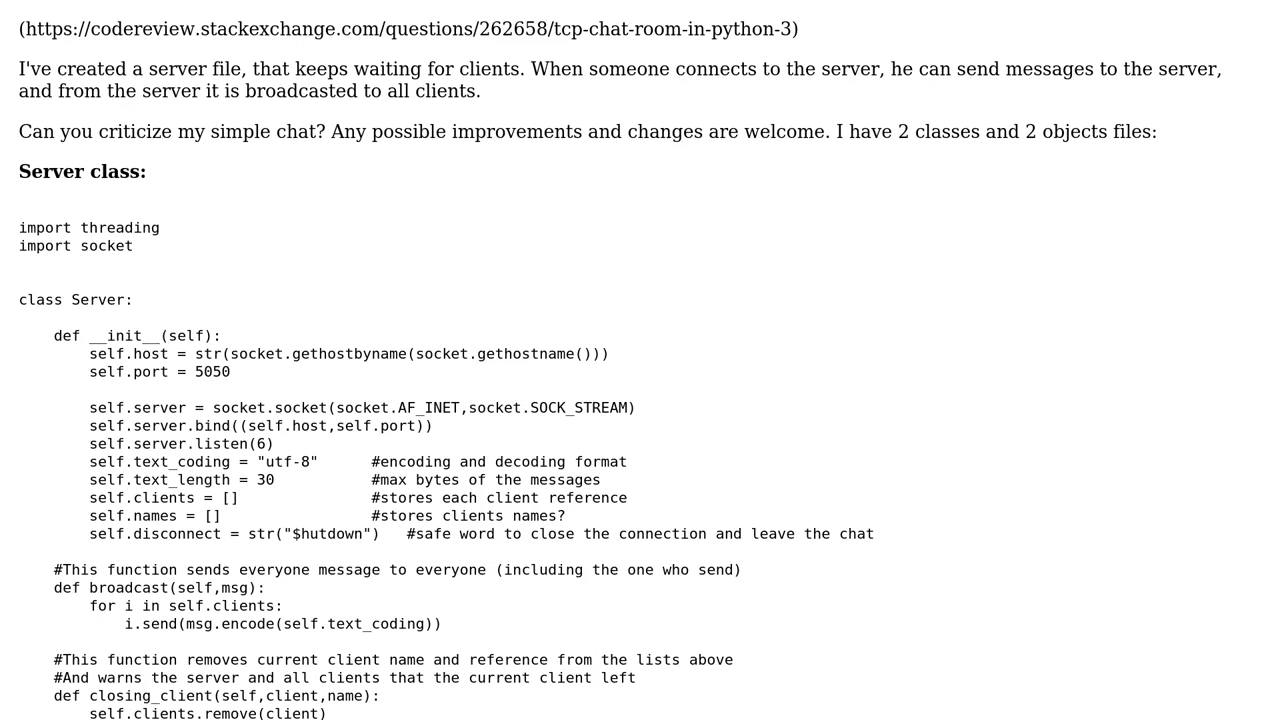 (https://codereview.stackexchange.com/questions/262658/tcp-chat-room-in-python-3)
I've created a server file, that keeps waiting for clients. When someone connects to the server, he can send messages to the server,
and from the server it is broadcasted to all clients.
Can you criticize my simple chat? Any possible improvements and changes are welcome. I have 2 classes and 2 objects files:
Server class:
import threading
import socket
class Server:
    def __init__(self):
        self.host = str(socket.gethostbyname(socket.gethostname()))
        self.port = 5050
        self.server = socket.socket(socket.AF_INET,socket.SOCK_STREAM)
        self.server.bind((self.host,self.port))
        self.server.listen(6)
        self.text_coding = "utf-8"      #encoding and decoding format
        self.text_length = 30           #max bytes of the messages
        self.clients = []               #stores each client reference
        self.names = []                 #stores clients names?
        self.disconnect = str("$hutdown")   #safe word to close the connection and leave the chat
    #This function sends everyone message to everyone (including the one who send)
    def broadcast(self,msg):
        for i in self.clients:
            i.send(msg.encode(self.text_coding))
    #This function removes current client name and reference from the lists above
    #And warns the server and all clients that the current client left
    def closing_client(self,client,name):
        self.clients.remove(client)